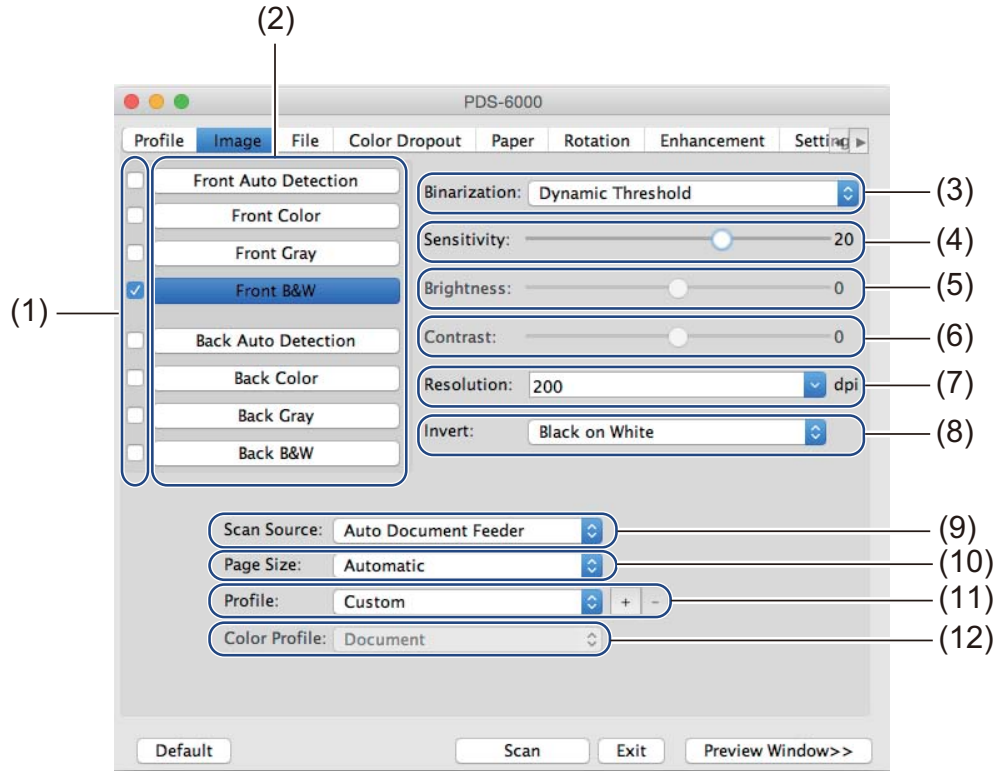 (2)
PDS-6000
Profile Image File Color Dropout Paper Rotation Enhancement Setting
Front Auto Detection
Front Color
Front Gray
Front B&W
Back Auto Detection
Back Color
Back Gray
Back B&W
(1)
Binarization: Dynamic Threshold (3)
Sensitivity: 20 (4)
Brightness: 0 (5)
Contrast: 0 (6)
Resolution: 200 dpi (7)
Invert: Black on White (8)
Scan Source: Auto Document Feeder (9)
Page Size: Automatic (10)
Profile: Custom + - (11)
Color Profile: Document (12)
Default Scan Exit Preview Window>>